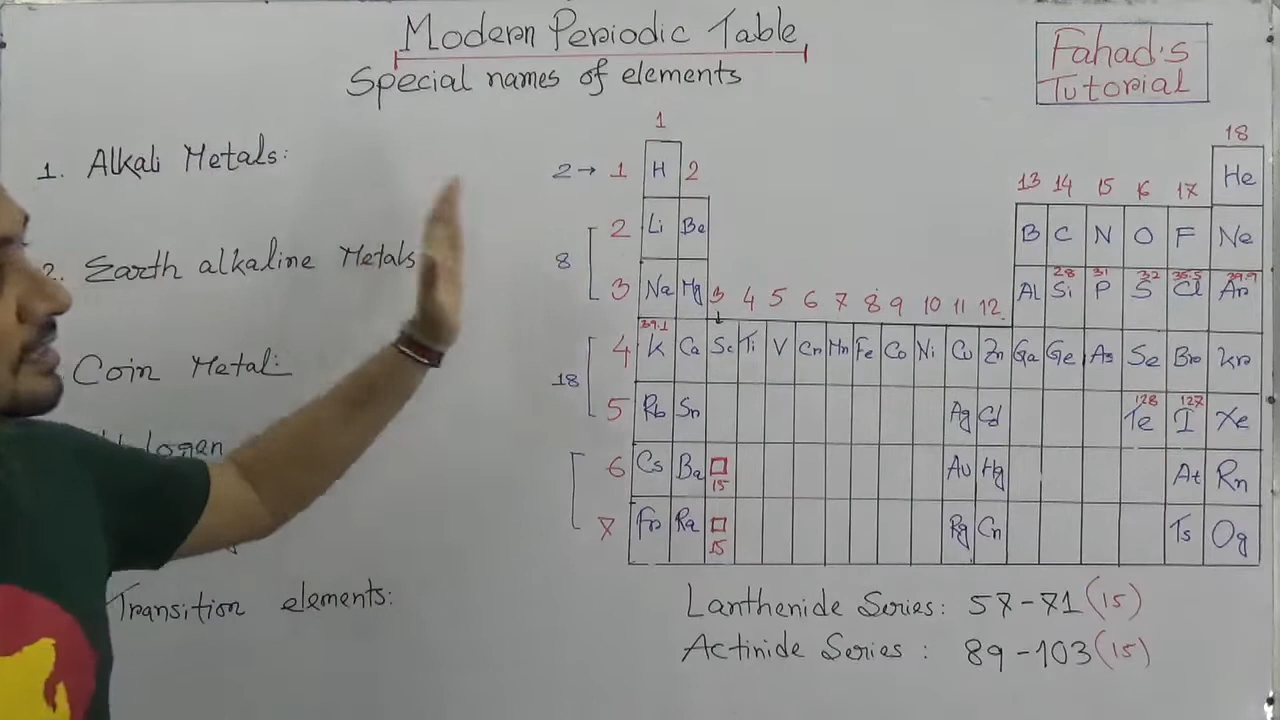 Modern Periodic Table
Special names of elements
Fahad's
Tutorial
1. Alkali Metals:
2. Earth alkaline Metals
Coin Metal:
logen
Transition elements:
1 18
2→ 1 H 2 13 14 15 16 17 He
8 2 Li Be B C N O F Ne
28 31 32 35.5 39.9
3 Na Mg 3 4 5 6 7 8 9 10 11 12 Al Si P S Cl Ar
39.1
18 4 K Ca Sc Ti V Cr Mn Fe Co Ni Cu Zn Ga Ge As Se Br Kr
128 127
5 Rb Sr Ag Cd Te I Xe
6 Cs Ba 15 Au Hg At Rn
7 Fr Ra 15 Rg Cn Ts Og
Lanthenide Series: 57-71 (15)
Actinide Series : 89-103 (15)